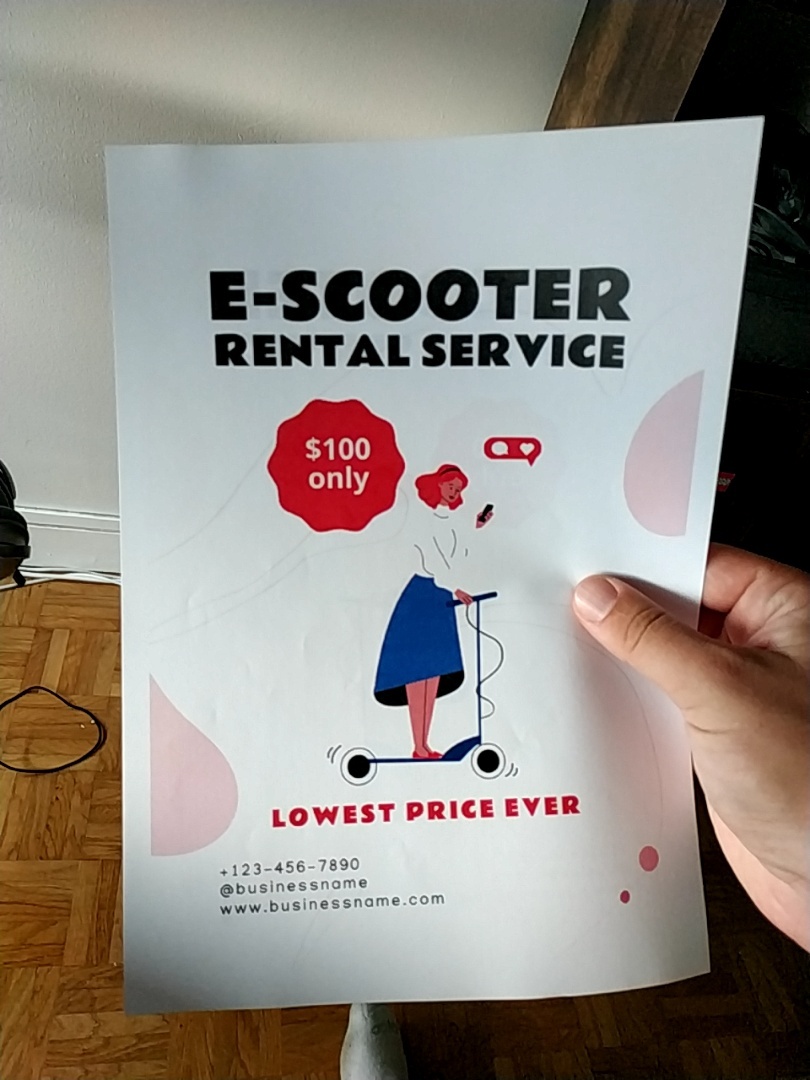 E-SCOOTER
RENTAL SERVICE
$100
only
LOWEST PRICE EVER
+123-456-7890
@businessname
www.businessname.com